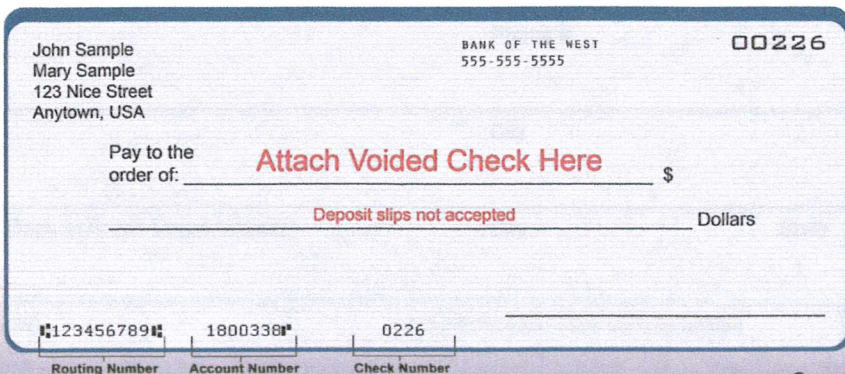 John Sample
Mary Sample
123 Nice Street
Anytown, USA
BANK OF THE WEST
555-555-5555
00226
Pay to the
order of:
Attach Voided Check Here
$
Deposit slips not accepted
Dollars
⑆123456789⑆ 1800338⑈ 0226
Routing Number Account Number Check Number